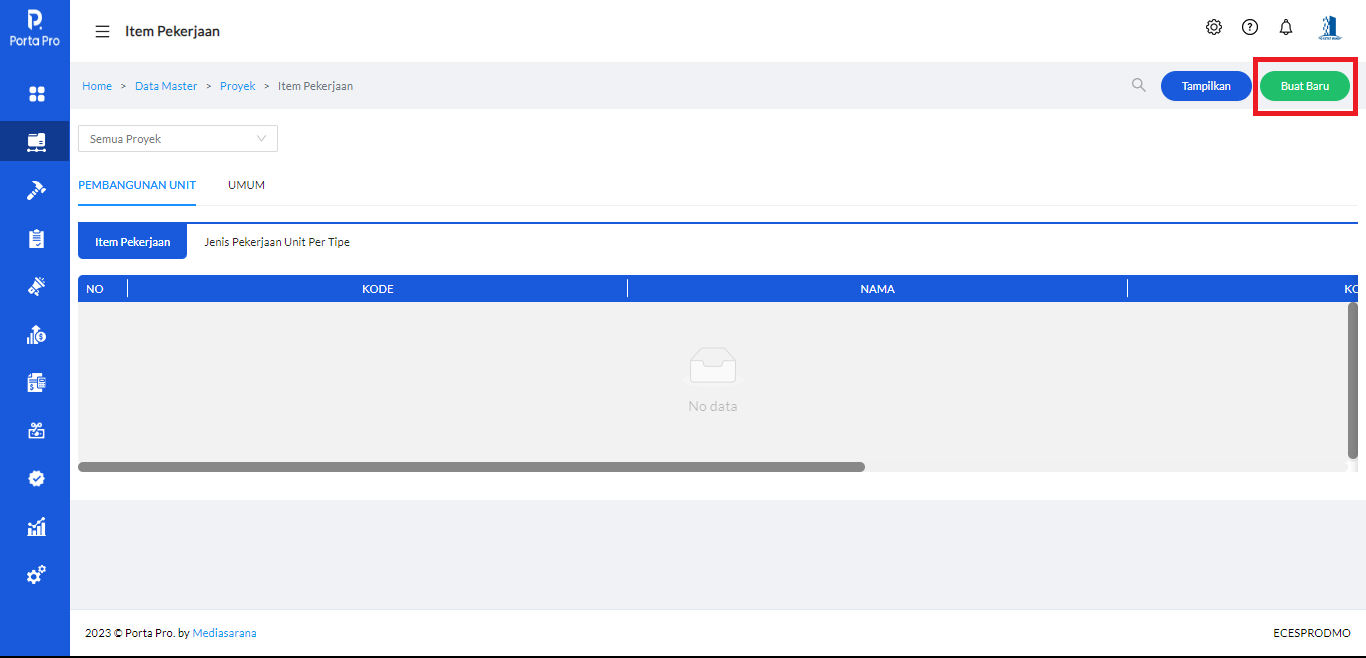 Porta Pro
Item Pekerjaan
Home > Data Master > Proyek > Item Pekerjaan
Tampilkan
Buat Baru
Semua Proyek
PEMBANGUNAN UNIT
UMUM
Item Pekerjaan
Jenis Pekerjaan Unit Per Tipe
NO
KODE
NAMA
KO
No data
2023 © Porta Pro. by Mediasarana
ECESPRODMO